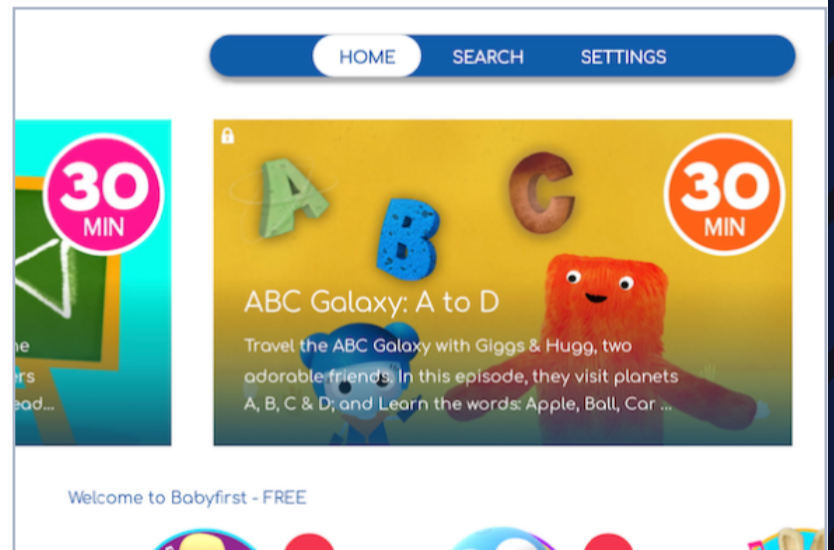 HOME SEARCH SETTINGS
30
MIN
30
MIN
A B C
ABC Galaxy: A to D
Travel the ABC Galaxy with Giggs & Hugg, two
adorable friends. In this episode, they visit planets
A, B, C & D; and Learn the words: Apple, Ball, Car ...
Welcome to Babyfirst - FREE